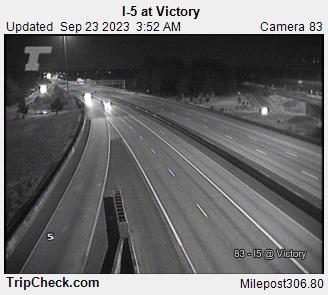 I-5 at Victory
Updated Sep 23 2023 3:52 AM Camera 83
T
S
83 - I5 @ Victory
TripCheck.com Milepost306.80